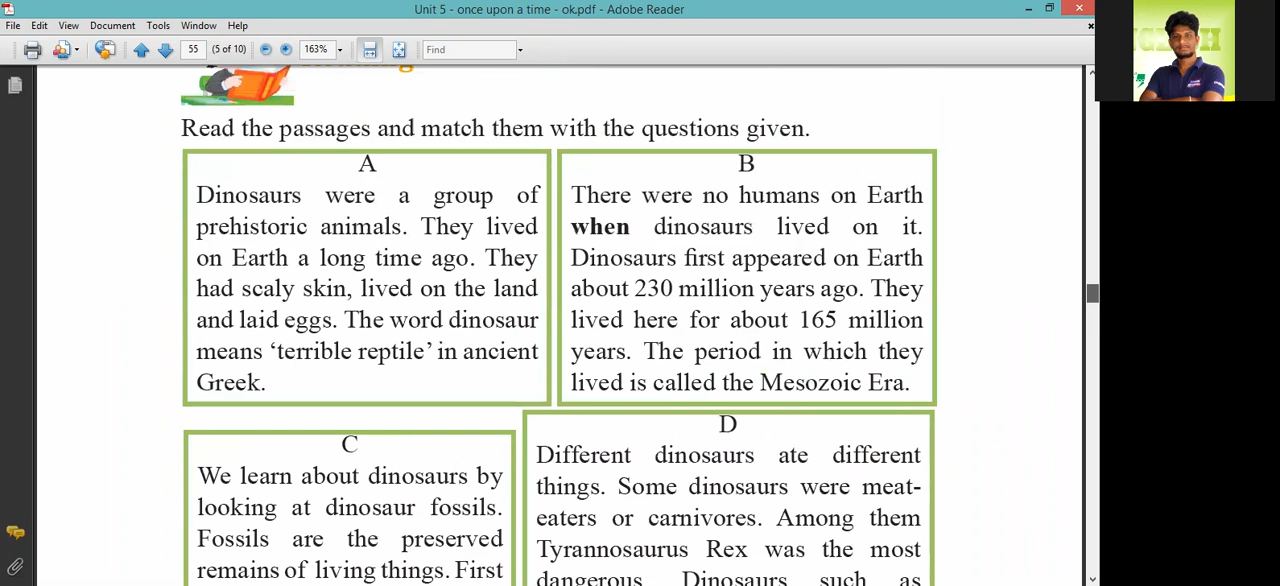 Unit 5 - once upon a time - ok.pdf - Adobe Reader
File Edit View Document Tools Window Help
55 (5 of 10) 163% Find
Read the passages and match them with the questions given.
A
Dinosaurs were a group of
prehistoric animals. They lived
on Earth a long time ago. They
had scaly skin, lived on the land
and laid eggs. The word dinosaur
means ‘terrible reptile’ in ancient
Greek.
B
There were no humans on Earth
when dinosaurs lived on it.
Dinosaurs first appeared on Earth
about 230 million years ago. They
lived here for about 165 million
years. The period in which they
lived is called the Mesozoic Era.
C
We learn about dinosaurs by
looking at dinosaur fossils.
Fossils are the preserved
remains of living things. First
D
Different dinosaurs ate different
things. Some dinosaurs were meat-
eaters or carnivores. Among them
Tyrannosaurus Rex was the most
dangerous. Dinosaurs such as